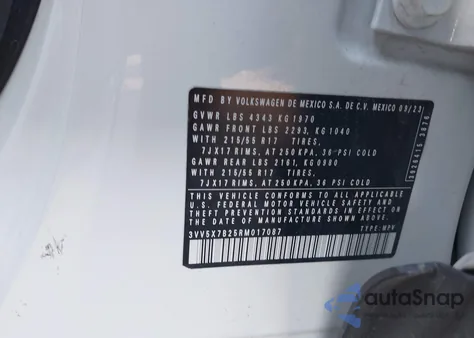 MFD BY VOLKSWAGEN DE MEXICO S.A. DE C.V. MEXICO 09/23
GVWR LBS 4343 KG 1970
GAWR FRONT LBS 2293, KG 1040
WITH 215/55 R17 TIRES,
7JX17 RIMS, AT 250 KPA, 36 PSI COLD
GAWR REAR LBS 2161, KG 0980
WITH 215/55 R17 TIRES,
7JX17 RIMS, AT 250 KPA, 36 PSI COLD
THIS VEHICLE CONFORMS TO ALL APPLICABLE
U.S. FEDERAL MOTOR VEHICLE SAFETY
AND THEFT PREVENTION STANDARDS IN EFFECT ON
THE DATE OF MANUFACTURE SHOWN ABOVE
3VV5X7B25RM017087
TYPE: MPV
autaSnap